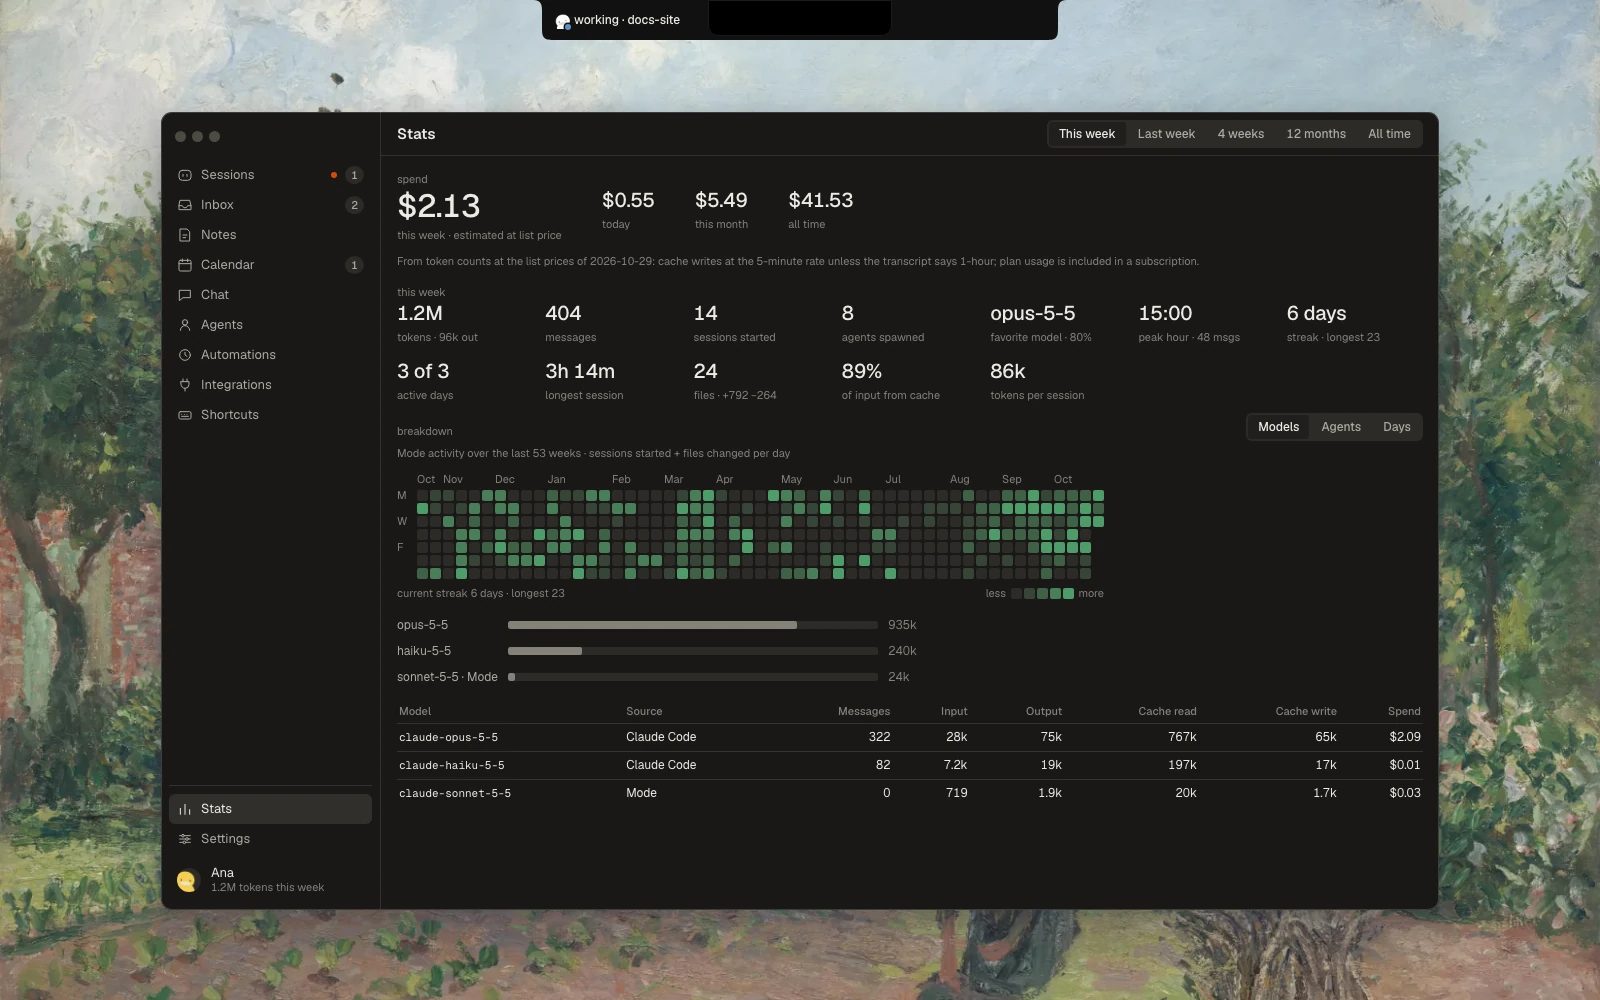 working · docs-site
Stats
This week Last week 4 weeks 12 months All time
Sessions 1
Inbox 2
Notes
Calendar 1
Chat
Agents
Automations
Integrations
Shortcuts
Stats
Settings
Ana
1.2M tokens this week
spend
$2.13 $0.55 $5.49 $41.53
today this month all time
this week · estimated at list price
From token counts at the list prices of 2026-10-29: cache writes at the 5-minute rate unless the transcript says 1-hour; plan usage is included in a subscription.
this week
1.2M 404 14 8 opus-5-5 15:00 6 days
tokens · 96k out messages sessions started agents spawned favorite model · 80% peak hour · 48 msgs streak · longest 23
3 of 3 3h 14m 24 89% 86k
active days longest session files · +792 −264 of input from cache tokens per session
breakdown
Models Agents Days
Mode activity over the last 53 weeks · sessions started + files changed per day
Oct Nov Dec Jan Feb Mar Apr May Jun Jul Aug Sep Oct
M
W
F
current streak 6 days · longest 23
less more
opus-5-5 935k
haiku-5-5 240k
sonnet-5-5 · Mode 24k
Model Source Messages Input Output Cache read Cache write Spend
claude-opus-5-5 Claude Code 322 28k 75k 767k 65k $2.09
claude-haiku-5-5 Claude Code 82 7.2k 19k 197k 17k $0.01
claude-sonnet-5-5 Mode 0 719 1.9k 20k 1.7k $0.03